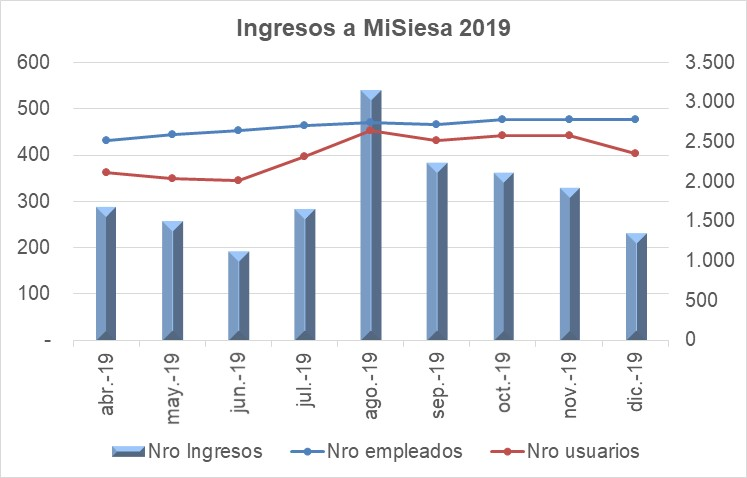 Ingresos a MiSiesa 2019
600
500
400
300
200
100
-
3.500
3.000
2.500
2.000
1.500
1.000
500
0
abr.-19
may.-19
jun.-19
jul.-19
ago.-19
sep.-19
oct.-19
nov.-19
dic.-19
Nro Ingresos
Nro empleados
Nro usuarios